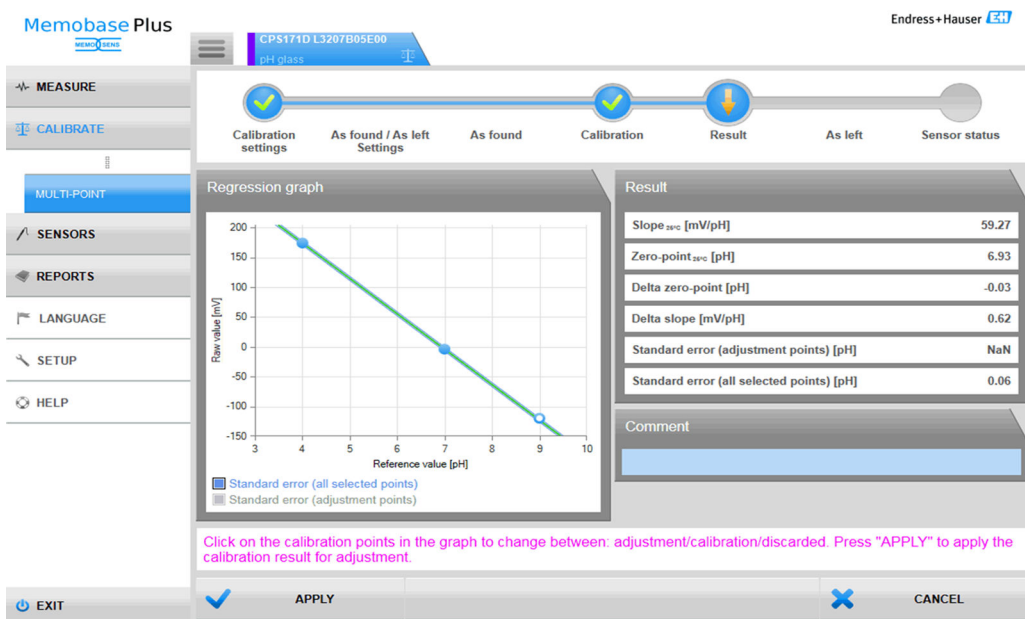 Memobase Plus
MEMOSENS
Endress+Hauser EH
CPS171D L3207B05E00
pH glass
MEASURE
CALIBRATE
MULTI-POINT
SENSORS
REPORTS
LANGUAGE
SETUP
HELP
EXIT
Calibration settings
As found / As left Settings
As found
Calibration
Result
As left
Sensor status
Regression graph
Raw value [mV]
200
150
100
50
0
-50
-100
-150
3 4 5 6 7 8 9 10
Reference value [pH]
Standard error (all selected points)
Standard error (adjustment points)
Result
Slope 25°C [mV/pH] 59.27
Zero-point 25°C [pH] 6.93
Delta zero-point [pH] -0.03
Delta slope [mV/pH] 0.62
Standard error (adjustment points) [pH] NaN
Standard error (all selected points) [pH] 0.06
Comment
Click on the calibration points in the graph to change between: adjustment/calibration/discarded. Press "APPLY" to apply the
calibration result for adjustment.
APPLY
CANCEL